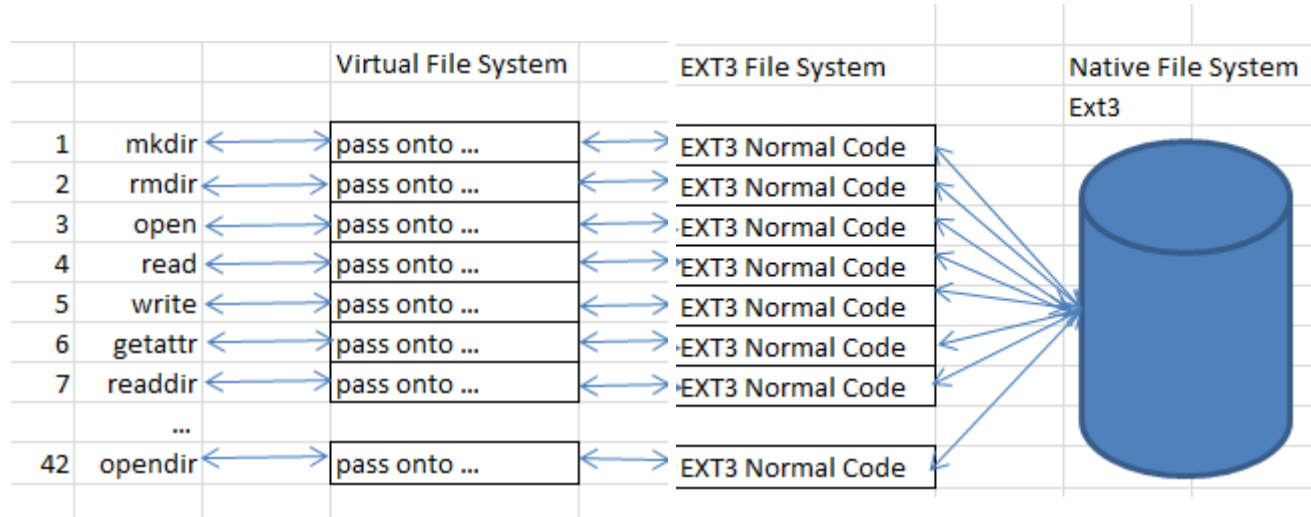 Virtual File System EXT3 File System Native File System
Ext3
1 mkdir pass onto ... EXT3 Normal Code
2 rmdir pass onto ... EXT3 Normal Code
3 open pass onto ... EXT3 Normal Code
4 read pass onto ... EXT3 Normal Code
5 write pass onto ... EXT3 Normal Code
6 getattr pass onto ... EXT3 Normal Code
7 readdir pass onto ... EXT3 Normal Code
...
42 opendir pass onto ... EXT3 Normal Code